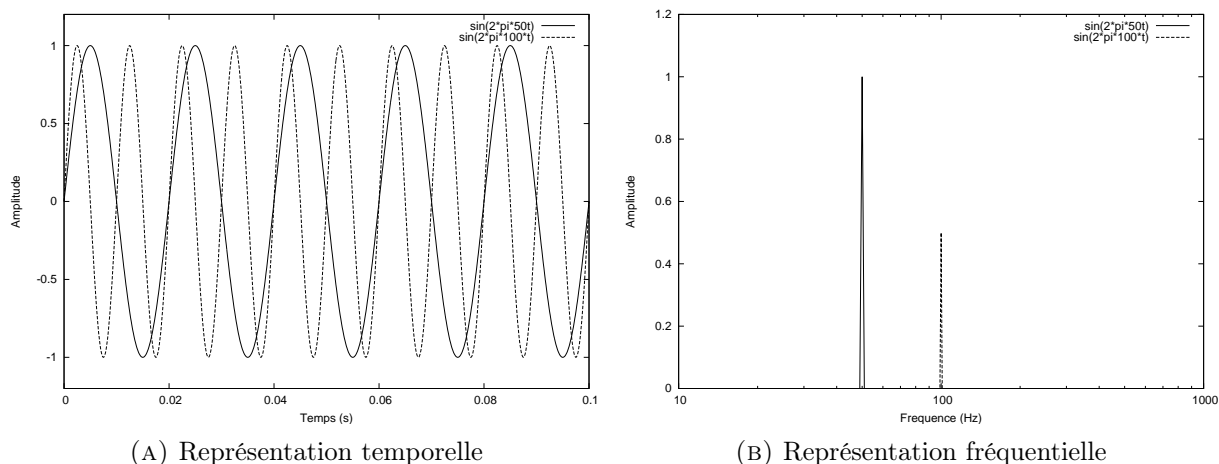 sin(2*pi*50t)
sin(2*pi*100*t)
1
0.5
0
-0.5
-1
Amplitude
0 0.02 0.04 0.06 0.08 0.1
Temps (s)
(A) Représentation temporelle
sin(2*pi*50t)
sin(2*pi*100*t)
1.2
1
0.8
0.6
0.4
0.2
0
Amplitude
10 100 1000
Frequence (Hz)
(B) Représentation fréquentielle